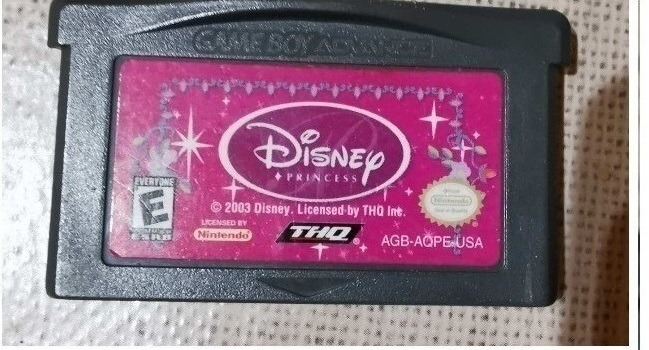 GAME BOY ADVANCE
Disney
PRINCESS
EVERYONE
E
© 2003 Disney. Licensed by THQ Inc.
LICENSED BY
Nintendo
THQ
Nintendo
AGB-AQPE-USA